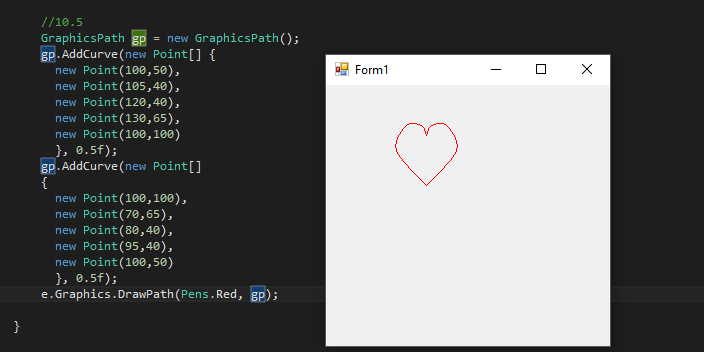 //10.5
GraphicsPath gp = new GraphicsPath();
gp.AddCurve(new Point[] {
new Point(100,50),
new Point(105,40),
new Point(120,40),
new Point(130,65),
new Point(100,100)
}, 0.5f);
gp.AddCurve(new Point[]
{
new Point(100,100),
new Point(70,65),
new Point(80,40),
new Point(95,40),
new Point(100,50)
}, 0.5f);
e.Graphics.DrawPath(Pens.Red, gp);
}
Form1